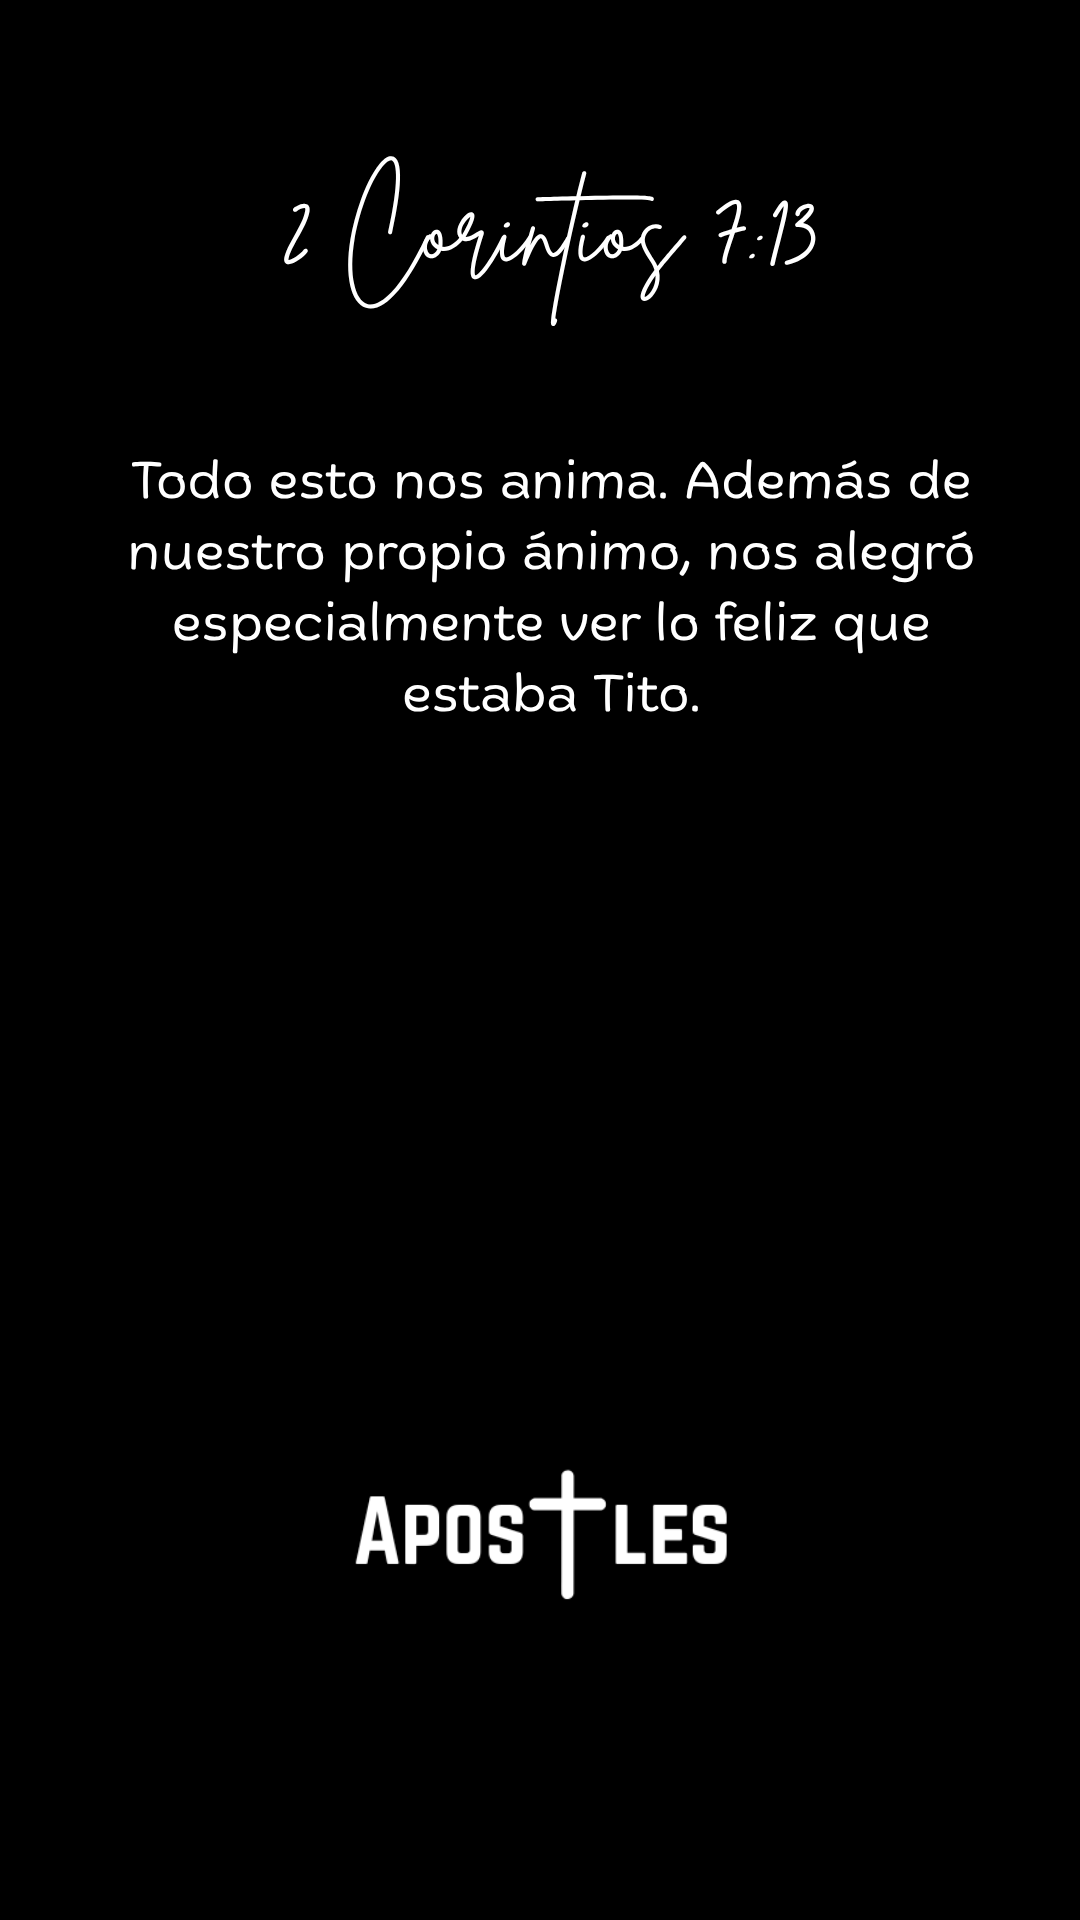 2 Corintios 7:13
Todo esto nos anima. Además de
nuestro propio ánimo, nos alegró
especialmente ver lo feliz que
estaba Tito.
APOSTLES